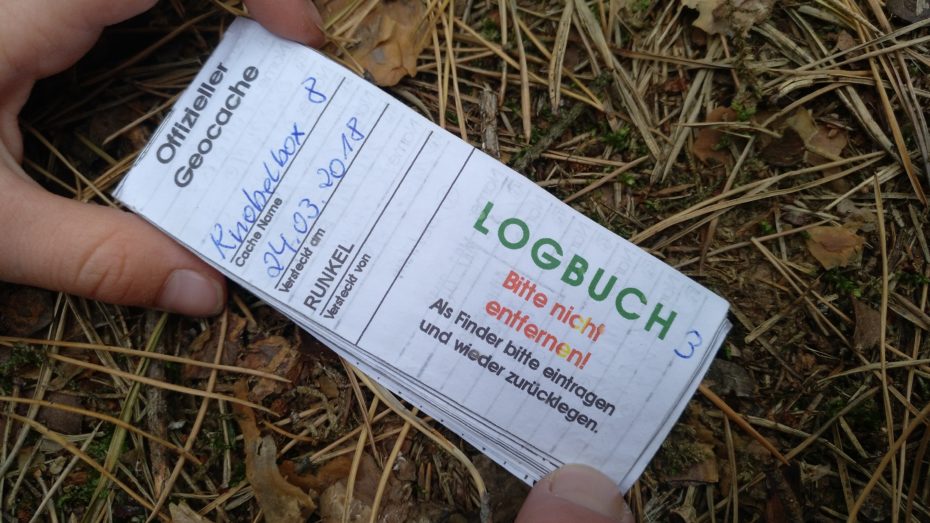 Offizieller
Geocache
Knobelbox 8
Cache Name
24.03.2018
Versteckt am
RUNKEL
Versteckt von
LOGBUCH 3
Bitte nicht
entfernen!
Als Finder bitte eintragen
und wieder zurücklegen.